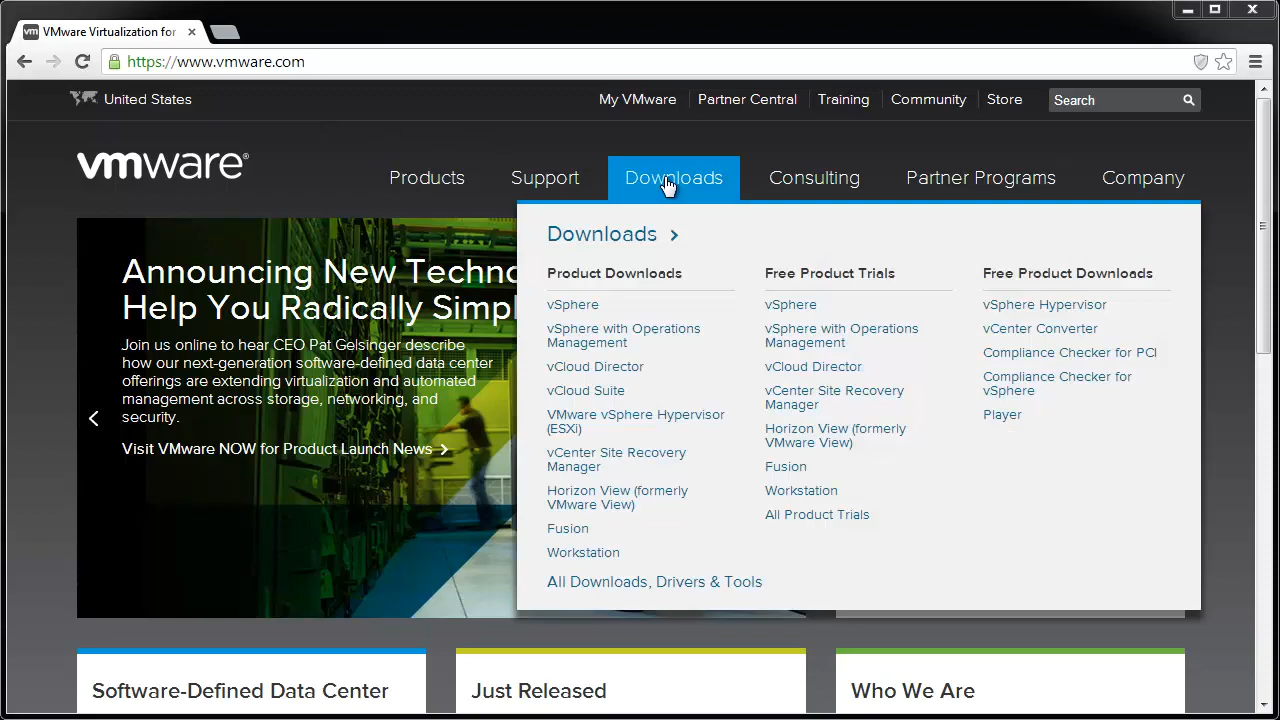 VMware Virtualization for
https://www.vmware.com
United States
My VMware
Partner Central
Training
Community
Store
Search
vmware®
Products
Support
Downloads
Consulting
Partner Programs
Company
Announcing New Techno
Help You Radically Simpl
Join us online to hear CEO Pat Gelsinger describe
how our next-generation software-defined data center
offerings are extending virtualization and automated
management across storage, networking, and
security.
Visit VMware NOW for Product Launch News
Downloads
Product Downloads
vSphere
vSphere with Operations
Management
vCloud Director
vCloud Suite
VMware vSphere Hypervisor
(ESXi)
vCenter Site Recovery
Manager
Horizon View (formerly
VMware View)
Fusion
Workstation
All Downloads, Drivers & Tools
Free Product Trials
vSphere
vSphere with Operations
Management
vCloud Director
vCenter Site Recovery
Manager
Horizon View (formerly
VMware View)
Fusion
Workstation
All Product Trials
Free Product Downloads
vSphere Hypervisor
vCenter Converter
Compliance Checker for PCI
Compliance Checker for
vSphere
Player
Software-Defined Data Center
Just Released
Who We Are